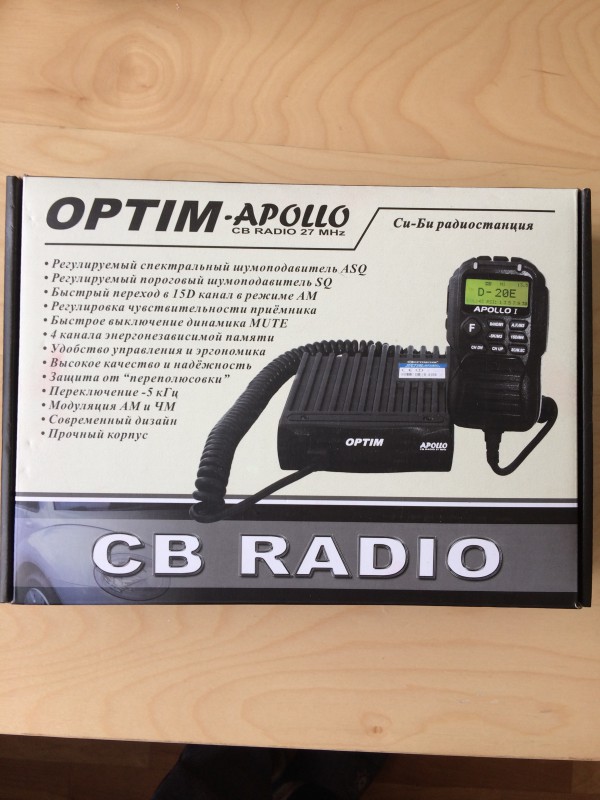 OPTIM-APOLLO
CB RADIO 27 MHz
Си-Би радиостанция
• Регулируемый спектральный шумоподавитель ASQ
• Регулируемый пороговый шумоподавитель SQ
• Быстрый переход в 15D канал в режиме АМ
• Регулировка чувствительности приёмника
• Быстрое выключение динамика MUTE
• 4 канала энергонезависимой памяти
• Удобство управления и эргономика
• Высокое качество и надёжность
• Защита от "переполюсовки"
• Переключение -5 кГц
• Модуляция АМ и ЧМ
• Современный дизайн
• Прочный корпус
D-20E
APOLLO I
F
OPTIM
APOLLO
CB RADIO